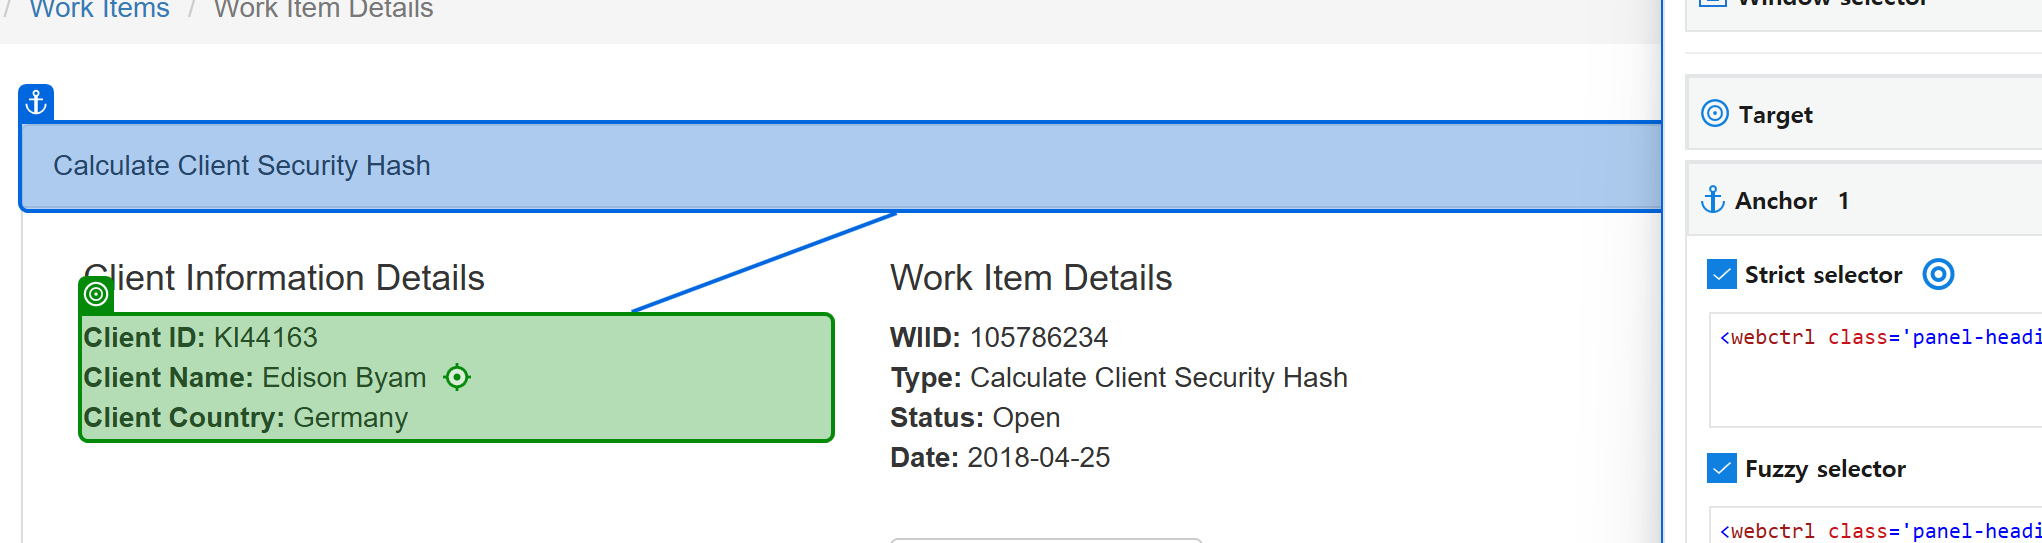 / Work Items / Work Item Details
Calculate Client Security Hash
Client Information Details
Client ID: KI44163
Client Name: Edison Byam
Client Country: Germany
Work Item Details
WIID: 105786234
Type: Calculate Client Security Hash
Status: Open
Date: 2018-04-25
Window selector
Target
Anchor 1
Strict selector
<webctrl class='panel-headi
Fuzzy selector
<webctrl class='panel-headi